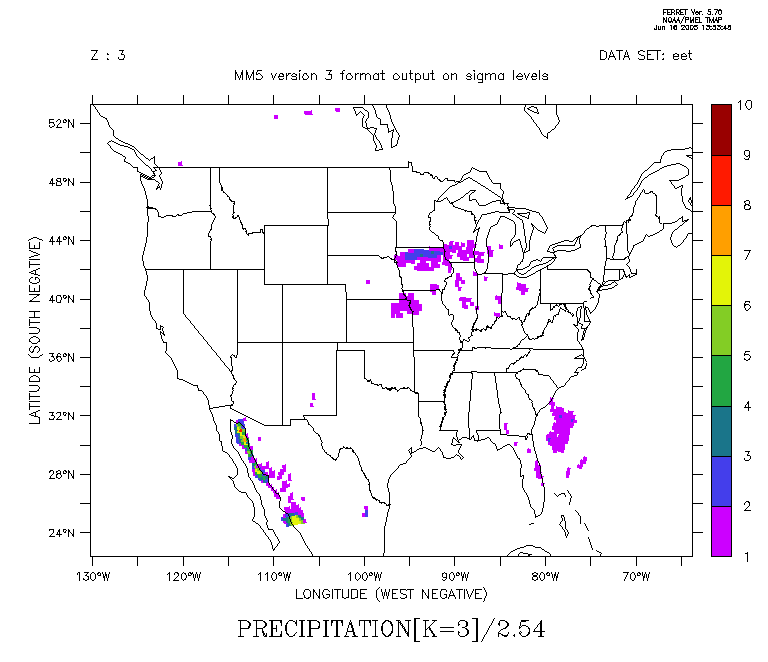 FERRET Ver. 5.70
NOAA/PMEL TMAP
Jun 16 2005 13:53:48
Z : 3
DATA SET: eet
MM5 version 3 format output on sigma levels
52°N
48°N
44°N
40°N
36°N
32°N
28°N
24°N
LATITUDE (SOUTH NEGATIVE)
130°W 120°W 110°W 100°W 90°W 80°W 70°W
LONGITUDE (WEST NEGATIVE)
10
9
8
7
6
5
4
3
2
1
PRECIPITATION[K=3]/2.54